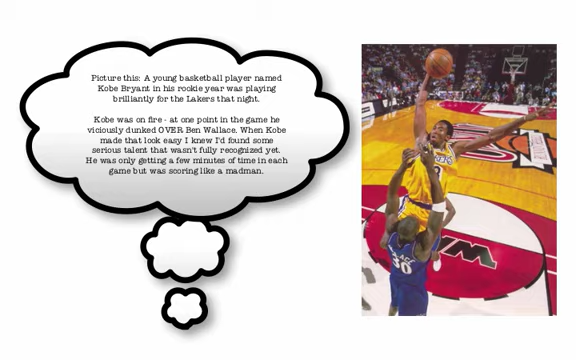 Picture this: A young basketball player named
Kobe Bryant in his rookie year was playing
brilliantly for the Lakers that night.
Kobe was on fire - at one point in the game he
viciously dunked OVER Ben Wallace. When Kobe
made that look easy I knew I'd found some
serious talent that wasn't fully recognized yet.
He was only getting a few minutes of time in each
game but was scoring like a madman.
30